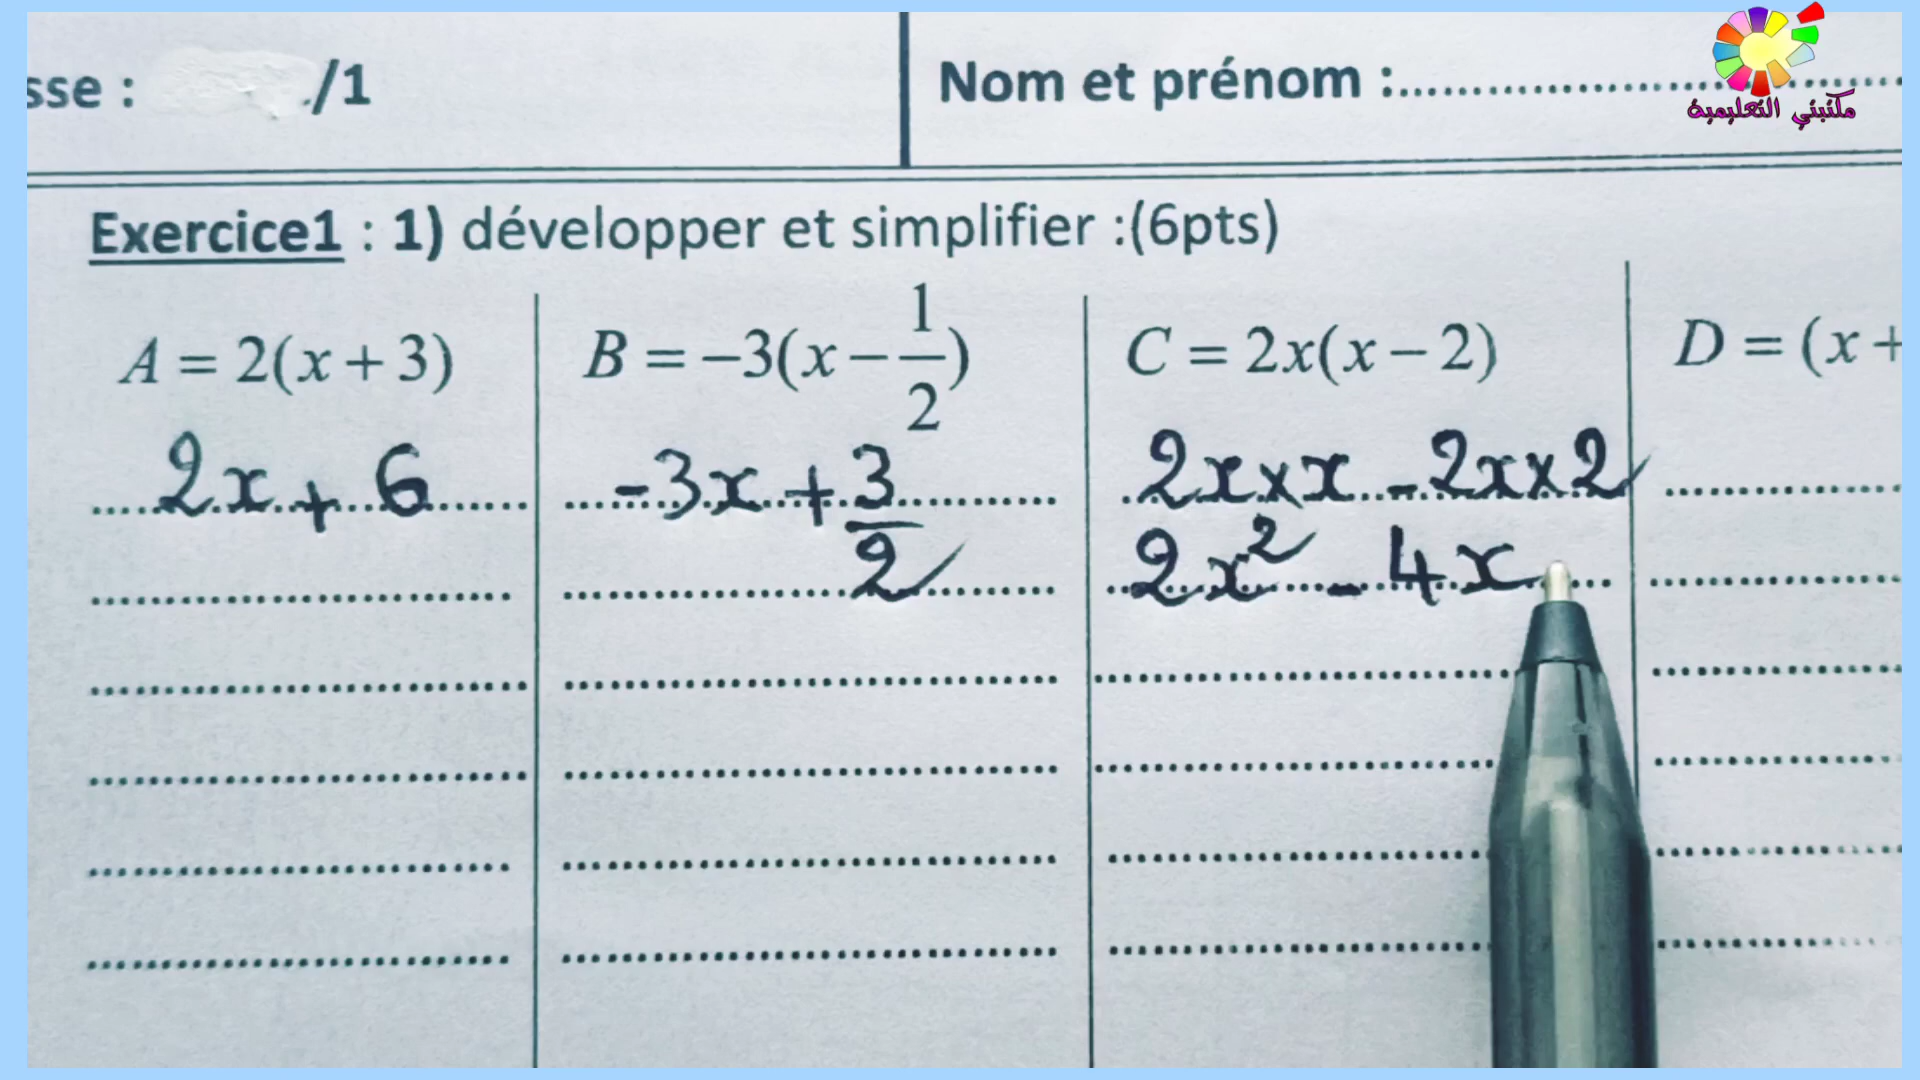 sse : ./1
Nom et prénom :..............................
مكتبتي التعليمية
Exercice1 : 1) développer et simplifier :(6pts)
A = 2(x + 3)
2x + 6
B = −3(x − 1/2)
-3x + 3/2
C = 2x(x − 2)
2x × x - 2x × 2
2x² - 4x
D = (x +